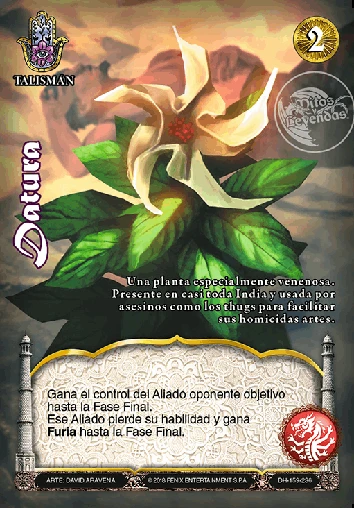 2
TALISMAN
Mitos y
Leyendas
Datura
Una planta especialmente venenosa.
Presente en casi toda India y usada por
asesinos como los thugs para facilitar
sus homicidas artes.
Gana el control del Aliado oponente objetivo
hasta la Fase Final.
Ese Aliado pierde su habilidad y gana
Furia hasta la Fase Final.
ARTE: DAVID ARAVENA
© 2018 FENIX ENTERTAINMENT S.P.A.